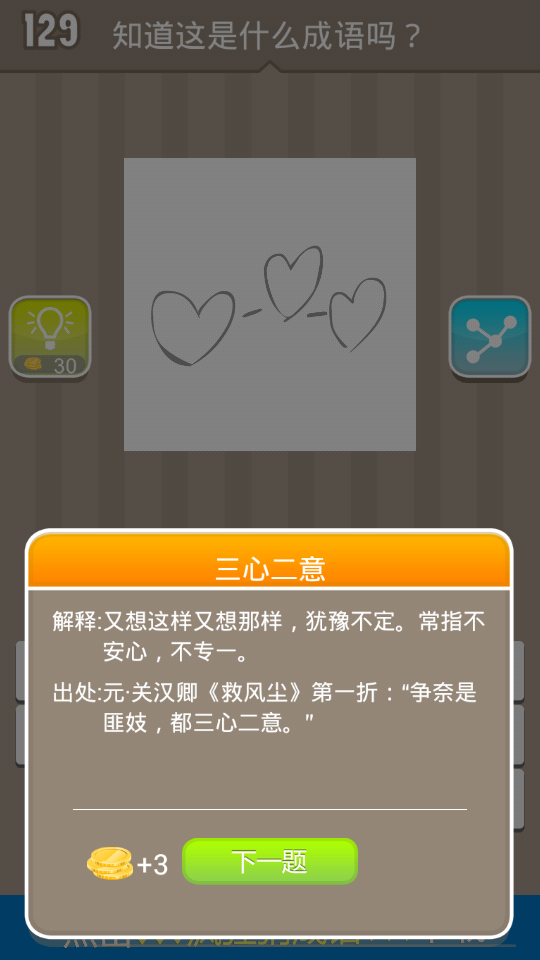 129 知道这是什么成语吗？
30
三心二意
解释:又想这样又想那样，犹豫不定。常指不
安心，不专一。
出处:元·关汉卿《救风尘》第一折：“争奈是
匪妓，都三心二意。”
+3 下一题